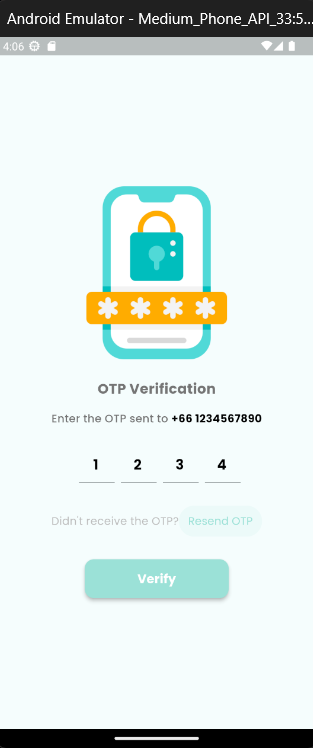 Android Emulator - Medium_Phone_API_33:5...
4:06
OTP Verification
Enter the OTP sent to +66 1234567890
1 2 3 4
Didn't receive the OTP? Resend OTP
Verify